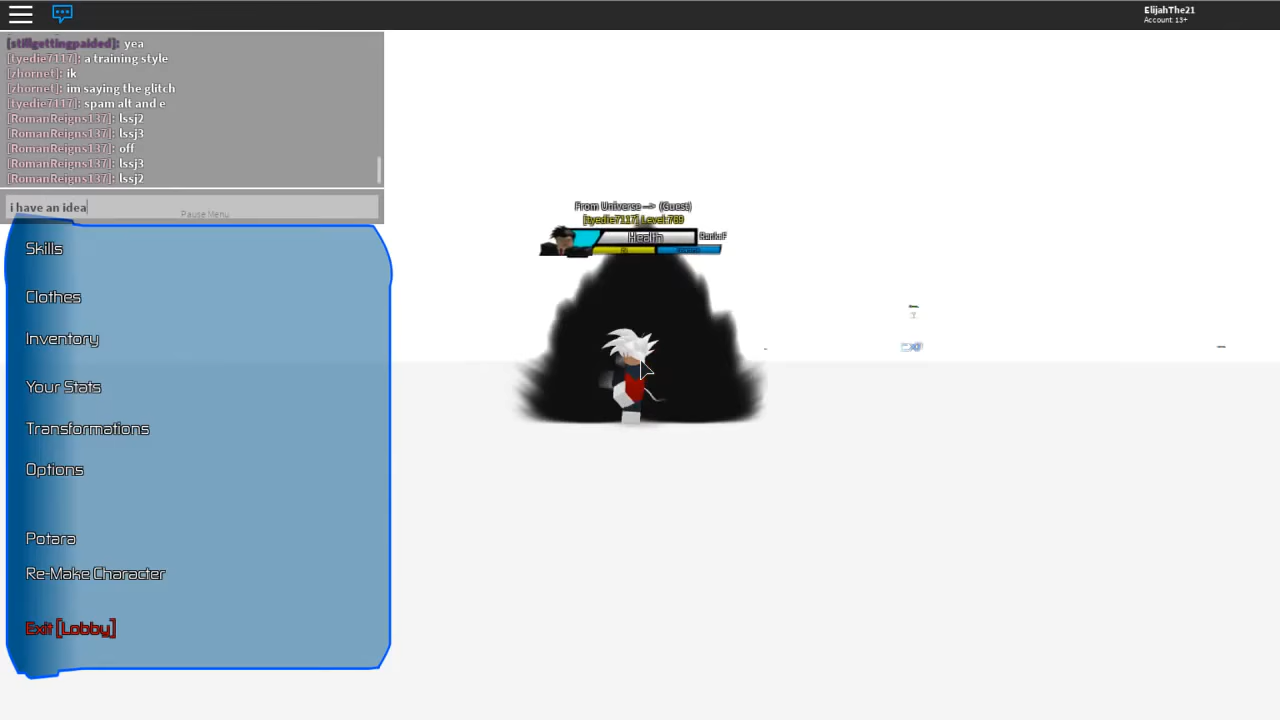 ElijahThe21
Account: 13+
[stillgettingpaided]: yea
[tyedie7117]: a training style
[zhornet]: ik
[zhornet]: im saying the glitch
[tyedie7117]: spam alt and e
[RomanReigns137]: lssj2
[RomanReigns137]: lssj3
[RomanReigns137]: off
[RomanReigns137]: lssj3
[RomanReigns137]: lssj2
i have an idea
Pause Menu
Skills
Clothes
Inventory
Your Stats
Transformations
Options
Potara
Re-Make Character
Exit [Lobby]
From Universe --> (Guest)
[tyedie7117] Level:769
Health